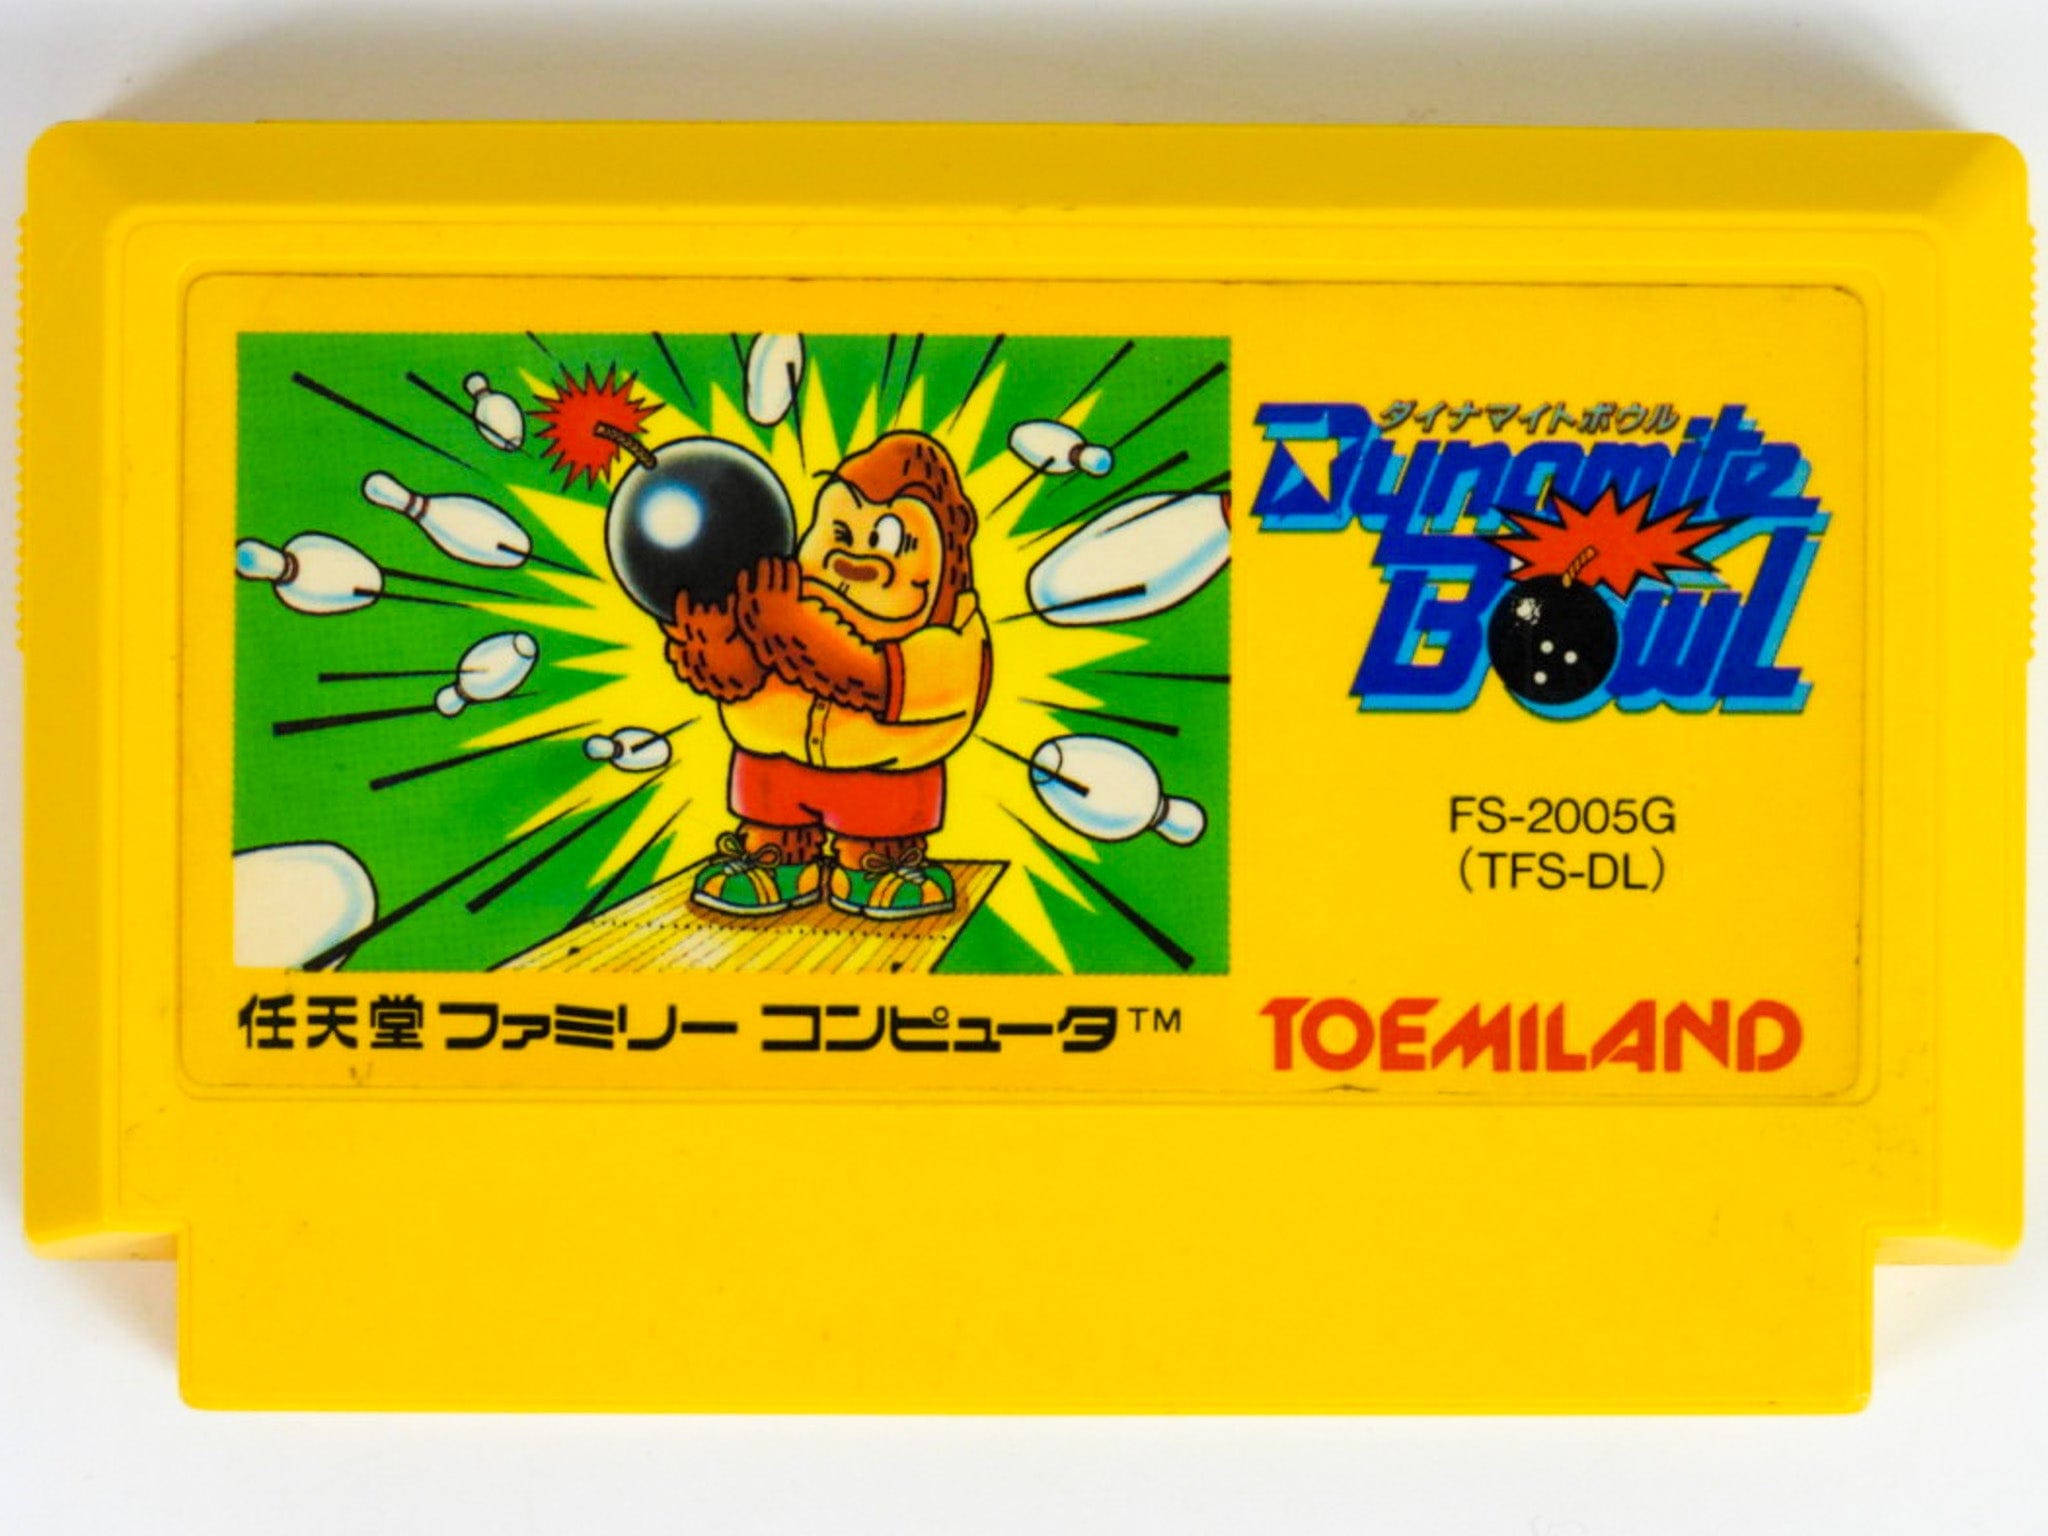 ダイナマイトボウル
Dynamite
Bowl
FS-2005G
(TFS-DL)
任天堂 ファミリー コンピュータ™
TOEMILAND